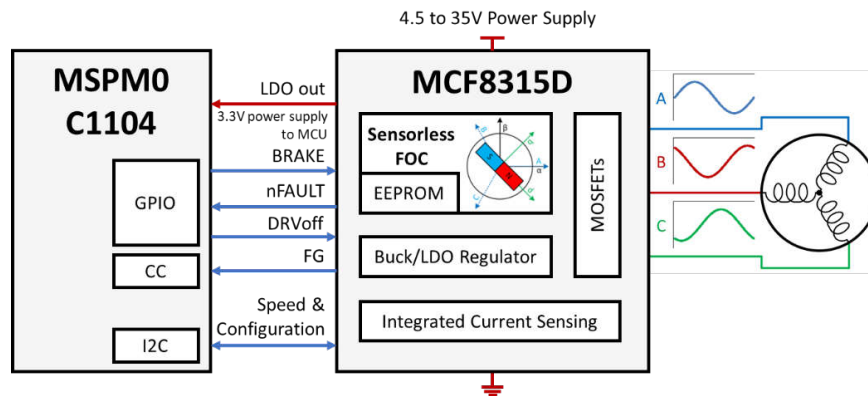 4.5 to 35V Power Supply
MSPM0
C1104
LDO out
3.3V power supply
to MCU
BRAKE
nFAULT
DRVoff
FG
Speed &
Configuration
GPIO
CC
I2C
MCF8315D
Sensorless
FOC
EEPROM
β
A
α
S
N
B
C
MOSFETs
Buck/LDO Regulator
Integrated Current Sensing
A
B
C